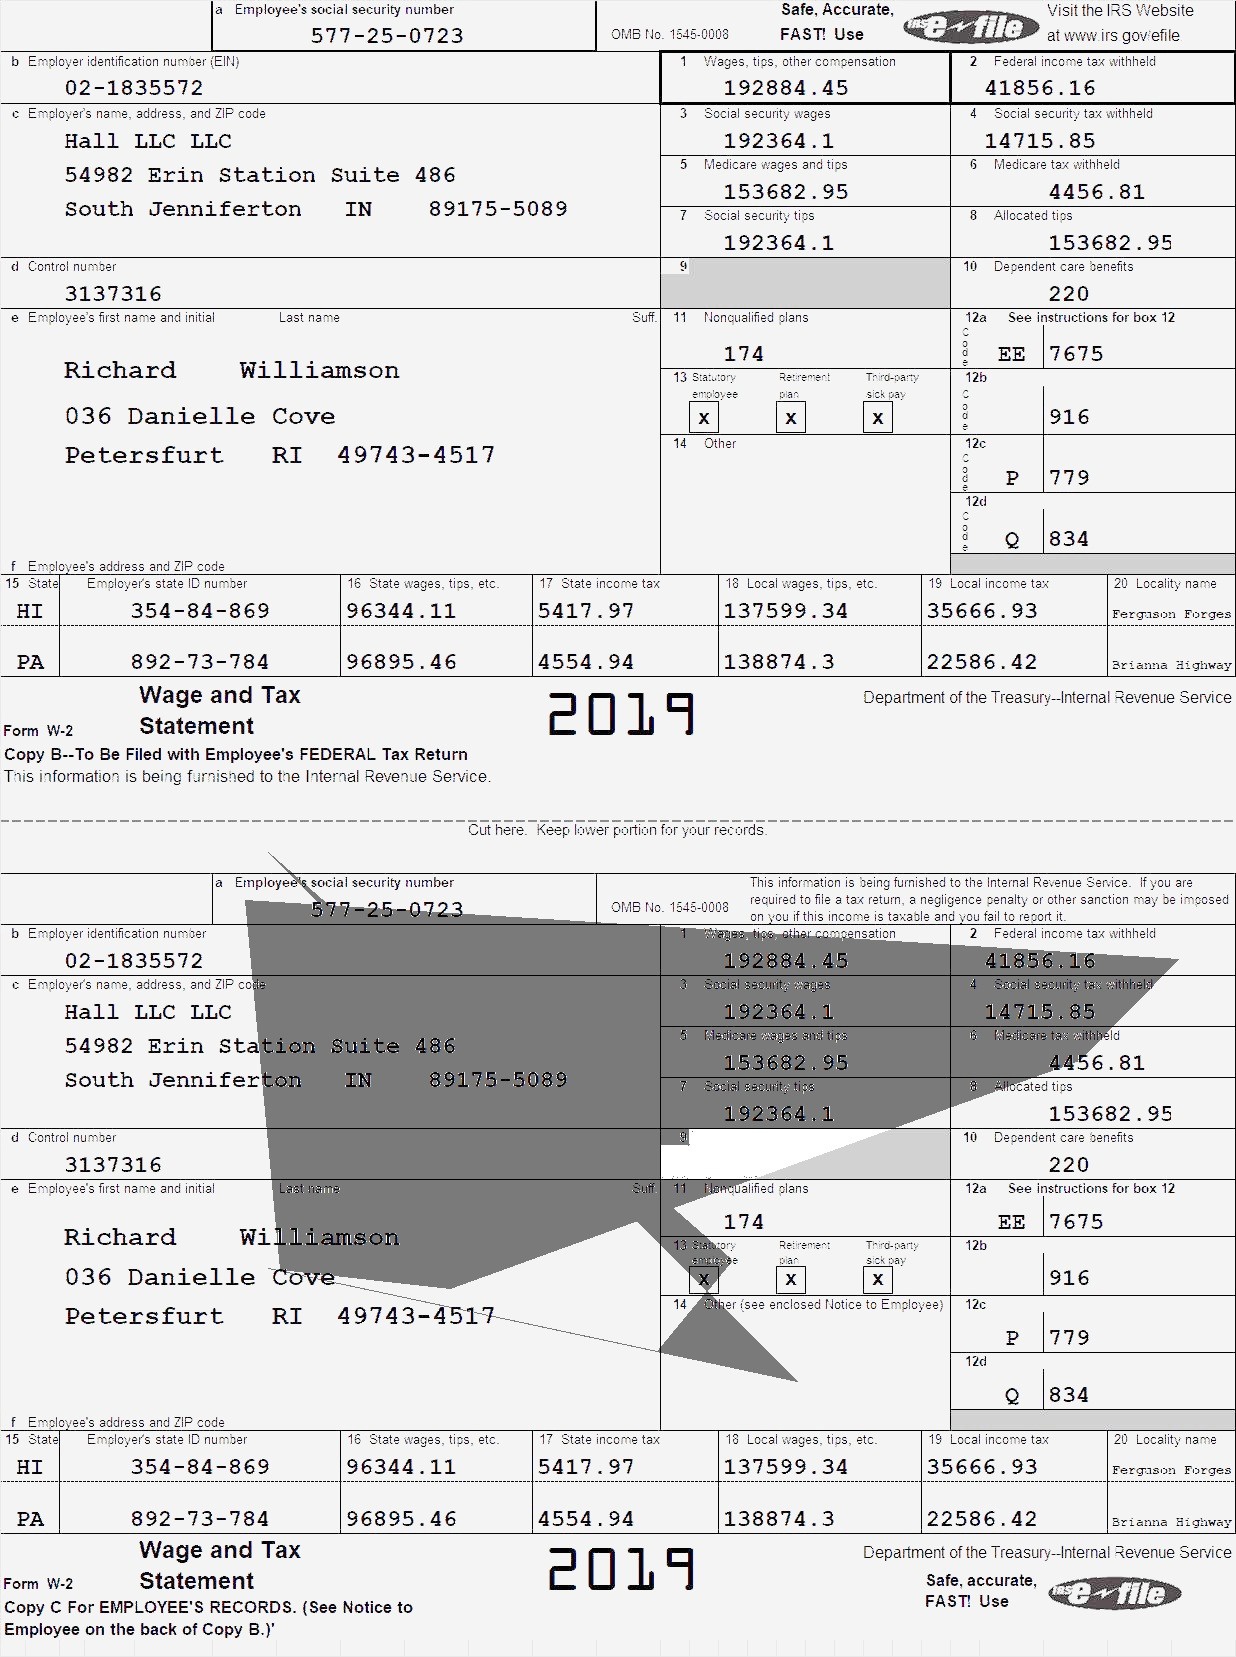 a Employee's social security number
577-25-0723
OMB No. 1545-0008
Safe, Accurate,
FAST! Use
IRS e-file
Visit the IRS Website
at www.irs.gov/efile
b Employer identification number (EIN)
02-1835572
1 Wages, tips, other compensation
192884.45
2 Federal income tax withheld
41856.16
c Employer's name, address, and ZIP code
Hall LLC LLC
54982 Erin Station Suite 486
South Jenniferton IN 89175-5089
3 Social security wages
192364.1
4 Social security tax withheld
14715.85
5 Medicare wages and tips
153682.95
6 Medicare tax withheld
4456.81
7 Social security tips
192364.1
8 Allocated tips
153682.95
d Control number
3137316
9
10 Dependent care benefits
220
e Employee's first name and initial Last name Suff.
Richard Williamson
036 Danielle Cove
Petersfurt RI 49743-4517
f Employee's address and ZIP code
11 Nonqualified plans
174
12a See instructions for box 12
Code EE 7675
13 Statutory employee Retirement plan Third-party sick pay
X X X
12b
Code 916
14 Other
12c
Code P 779
12d
Code Q 834
15 State Employer's state ID number 16 State wages, tips, etc. 17 State income tax 18 Local wages, tips, etc. 19 Local income tax 20 Locality name
HI 354-84-869 96344.11 5417.97 137599.34 35666.93 Ferguson Forges
PA 892-73-784 96895.46 4554.94 138874.3 22586.42 Brianna Highway
Form W-2 Wage and Tax Statement
2019
Department of the Treasury--Internal Revenue Service
Copy B--To Be Filed with Employee's FEDERAL Tax Return
This information is being furnished to the Internal Revenue Service.
Cut here. Keep lower portion for your records.
a Employee's social security number
577-25-0723
OMB No. 1545-0008
This information is being furnished to the Internal Revenue Service. If you are
required to file a tax return, a negligence penalty or other sanction may be imposed
on you if this income is taxable and you fail to report it.
b Employer identification number
02-1835572
1 Wages, tips, other compensation
192884.45
2 Federal income tax withheld
41856.16
c Employer's name, address, and ZIP code
Hall LLC LLC
54982 Erin Station Suite 486
South Jenniferton IN 89175-5089
3 Social security wages
192364.1
4 Social security tax withheld
14715.85
5 Medicare wages and tips
153682.95
6 Medicare tax withheld
4456.81
7 Social security tips
192364.1
8 Allocated tips
153682.95
d Control number
3137316
9
10 Dependent care benefits
220
e Employee's first name and initial Last name Suff.
Richard Williamson
036 Danielle Cove
Petersfurt RI 49743-4517
f Employee's address and ZIP code
11 Nonqualified plans
174
12a See instructions for box 12
EE 7675
13 Statutory employee Retirement plan Third-party sick pay
X X X
12b
916
14 Other (see enclosed Notice to Employee)
12c
P 779
12d
Q 834
15 State Employer's state ID number 16 State wages, tips, etc. 17 State income tax 18 Local wages, tips, etc. 19 Local income tax 20 Locality name
HI 354-84-869 96344.11 5417.97 137599.34 35666.93 Ferguson Forges
PA 892-73-784 96895.46 4554.94 138874.3 22586.42 Brianna Highway
Form W-2 Wage and Tax Statement
2019
Department of the Treasury--Internal Revenue Service
Safe, accurate,
FAST! Use
IRS e-file
Copy C For EMPLOYEE'S RECORDS. (See Notice to
Employee on the back of Copy B.)'